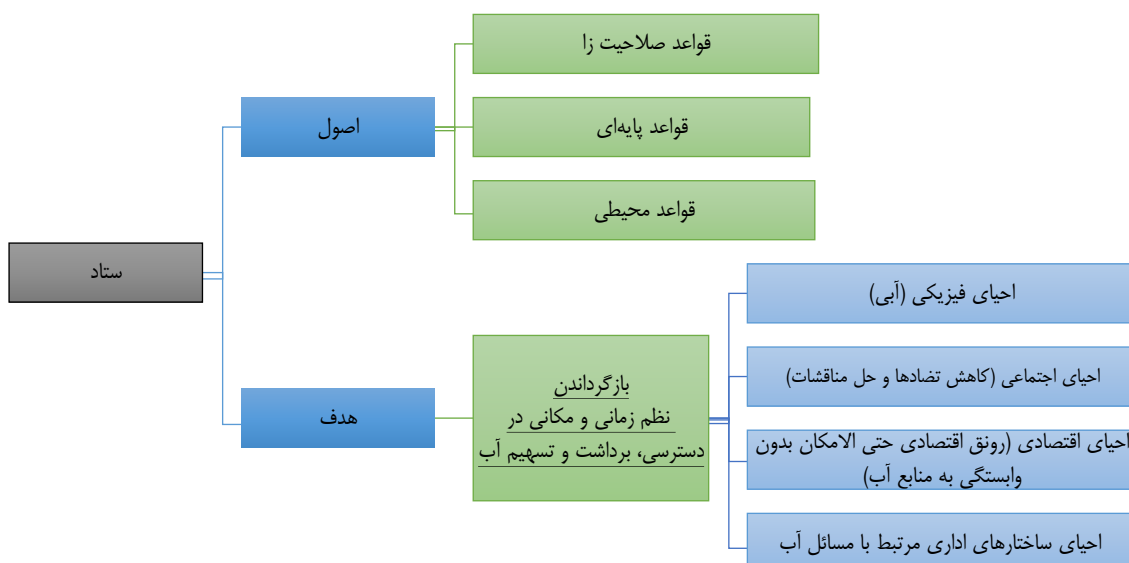 ستاد
اصول
قواعد صلاحیت زا
قواعد پایه‌ای
قواعد محیطی
هدف
بازگرداندن
نظم زمانی و مکانی در
دسترسی، برداشت و تسهیم آب
احیای فیزیکی (آبی)
احیای اجتماعی (کاهش تضادها و حل مناقشات)
احیای اقتصادی (رونق اقتصادی حتی الامکان بدون
وابستگی به منابع آب)
احیای ساختارهای اداری مرتبط با مسائل آب